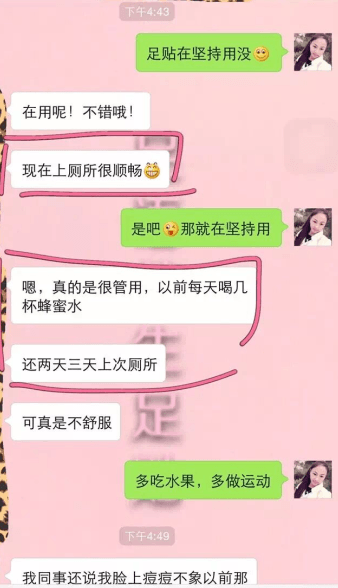 下午4:43
足贴在坚持用没
在用呢！不错哦！
现在上厕所很顺畅
是吧那就在坚持用
嗯，真的是很管用，以前每天喝几
杯蜂蜜水
还两天三天上次厕所
可真是不舒服
多吃水果，多做运动
下午4:49
我同事还说我脸上痘痘不象以前那